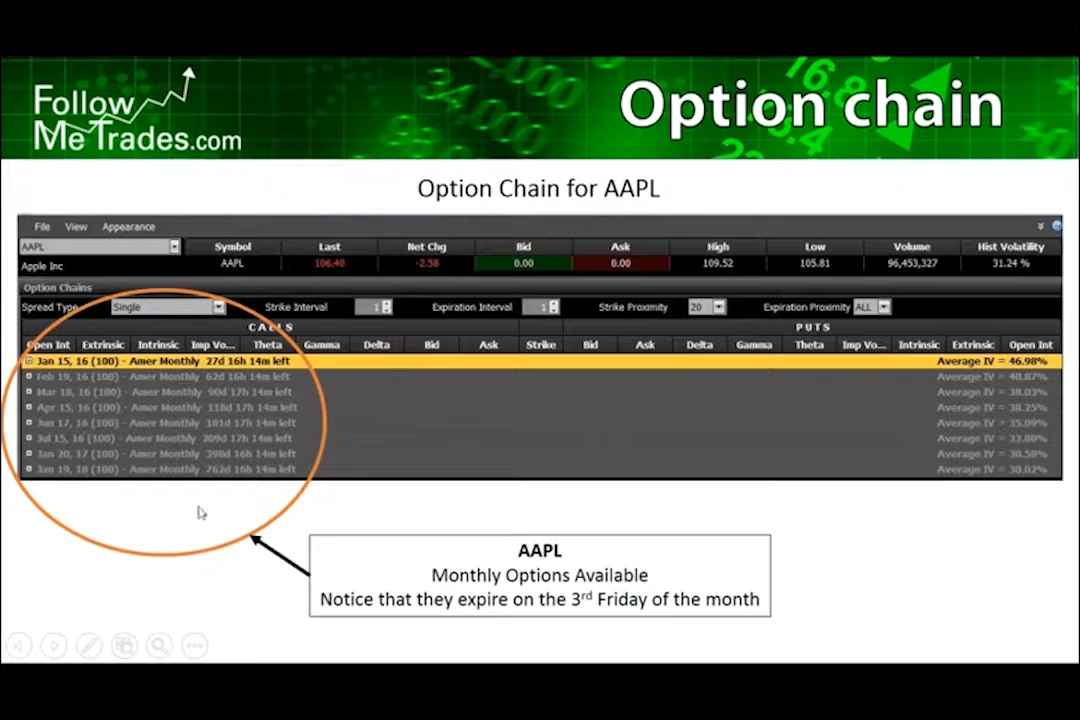 Follow
Me Trades.com
Option chain
Option Chain for AAPL
File View Appearance
AAPL Symbol Last Net Chg Bid Ask High Low Volume Hist Volatility
Apple Inc AAPL 106.40 -2.58 0.00 0.00 109.52 105.81 96,453,327 31.24 %
Option Chains
Spread Type Single Strike Interval 1 Expiration Interval 1 Strike Proximity 20 Expiration Proximity ALL
CALLS PUTS
Open Int Extrinsic Intrinsic Imp Vo... Theta Gamma Delta Bid Ask Strike Bid Ask Delta Gamma Theta Imp Vo... Intrinsic Extrinsic Open Int
Jan 15, 16 (100) - Amer Monthly 27d 16h 14m left Average IV = 46.98%
Feb 19, 16 (100) - Amer Monthly 62d 16h 14m left Average IV = 40.87%
Mar 18, 16 (100) - Amer Monthly 90d 17h 14m left Average IV = 38.03%
Apr 15, 16 (100) - Amer Monthly 118d 17h 14m left Average IV = 38.25%
Jun 17, 16 (100) - Amer Monthly 181d 17h 14m left Average IV = 35.09%
Jul 15, 16 (100) - Amer Monthly 209d 17h 14m left Average IV = 32.80%
Jan 20, 17 (100) - Amer Monthly 398d 16h 14m left Average IV = 30.58%
Jan 19, 18 (100) - Amer Monthly 762d 16h 14m left Average IV = 30.02%
AAPL
Monthly Options Available
Notice that they expire on the 3rd Friday of the month